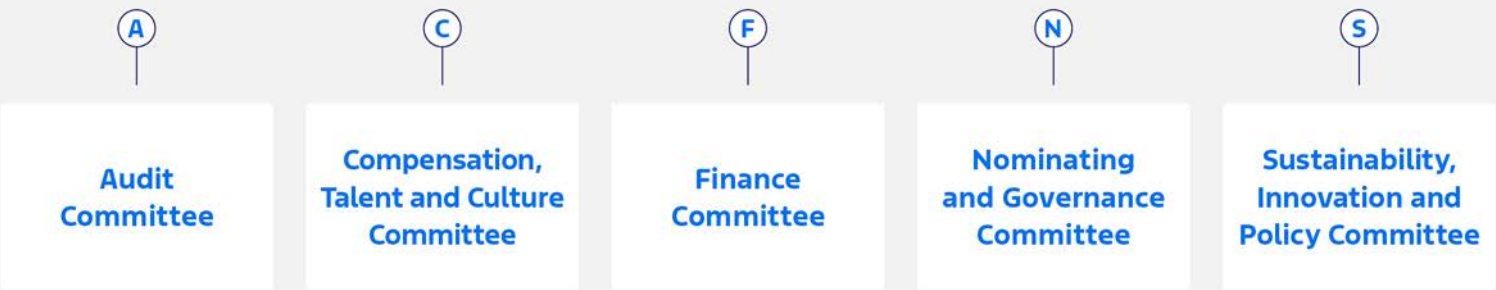 A
C
F
N
S
Audit
Committee
Compensation,
Talent and Culture
Committee
Finance
Committee
Nominating
and Governance
Committee
Sustainability,
Innovation and
Policy Committee